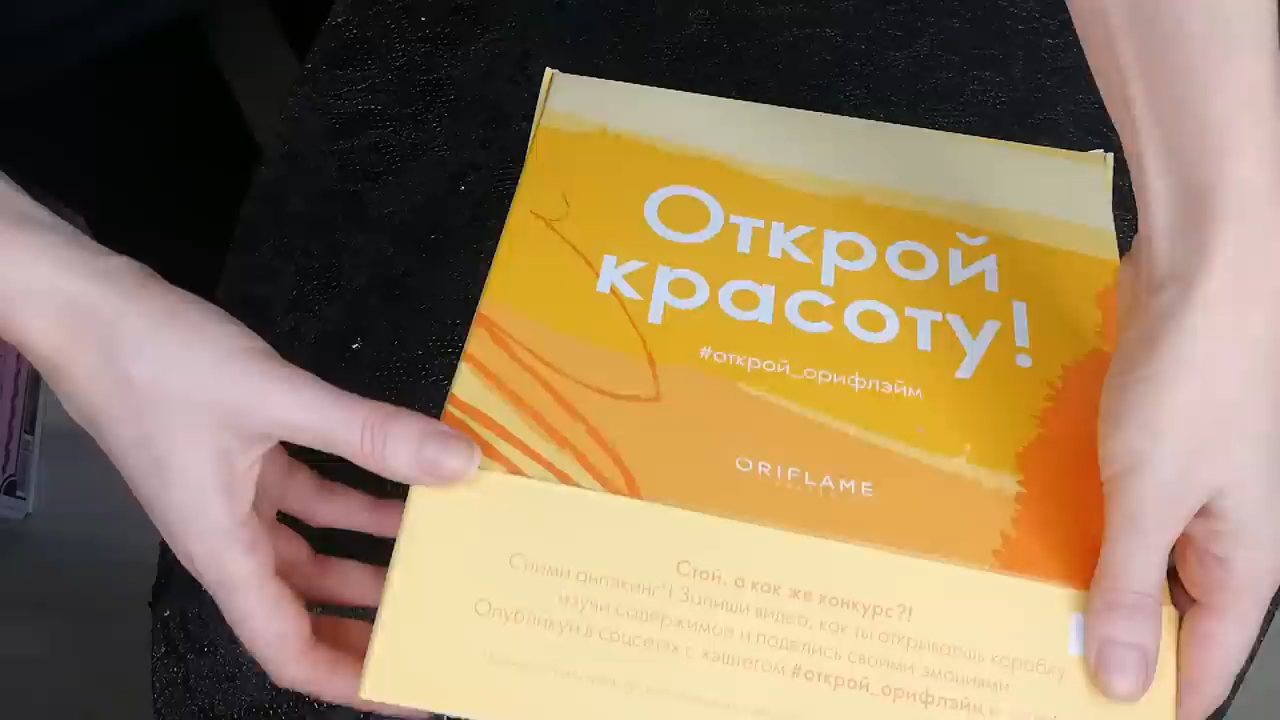 Открой
красоту!
#открой_орифлэйм
ORIFLAME
Стой, а как же конкурс?!
Сними анпакинг*! Запиши видео, как ты открываешь коробку,
изучи содержимое и поделись своими эмоциями.
Опубликуй в соцсетях с хэштегом #открой_орифлэйм